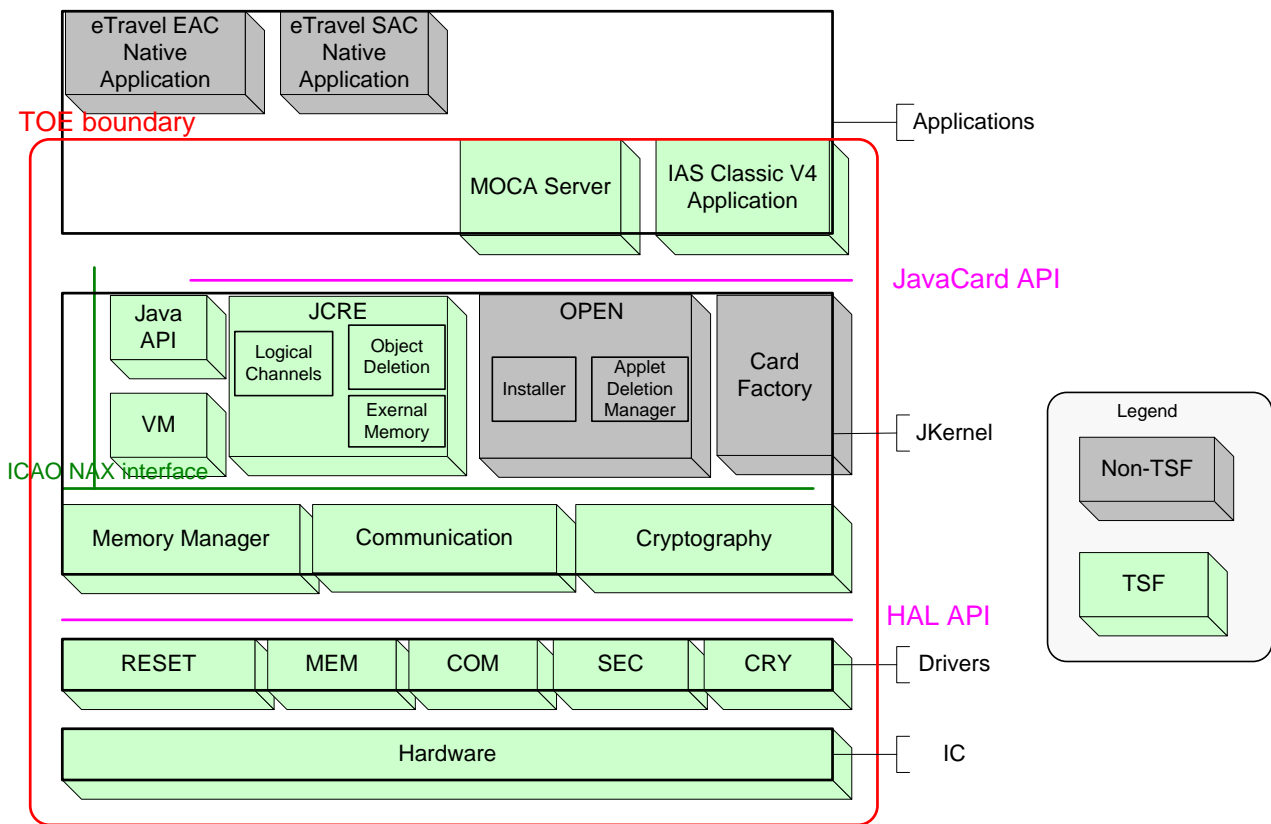 eTravel EAC
Native
Application
eTravel SAC
Native
Application
TOE boundary
Applications
MOCA Server
IAS Classic V4
Application
JavaCard API
Java
API
JCRE
Logical
Channels
Object
Deletion
Exernal
Memory
OPEN
Installer
Applet
Deletion
Manager
Card
Factory
VM
JKernel
ICAO NAX interface
Memory Manager
Communication
Cryptography
HAL API
RESET
MEM
COM
SEC
CRY
Drivers
Hardware
IC
Legend
Non-TSF
TSF